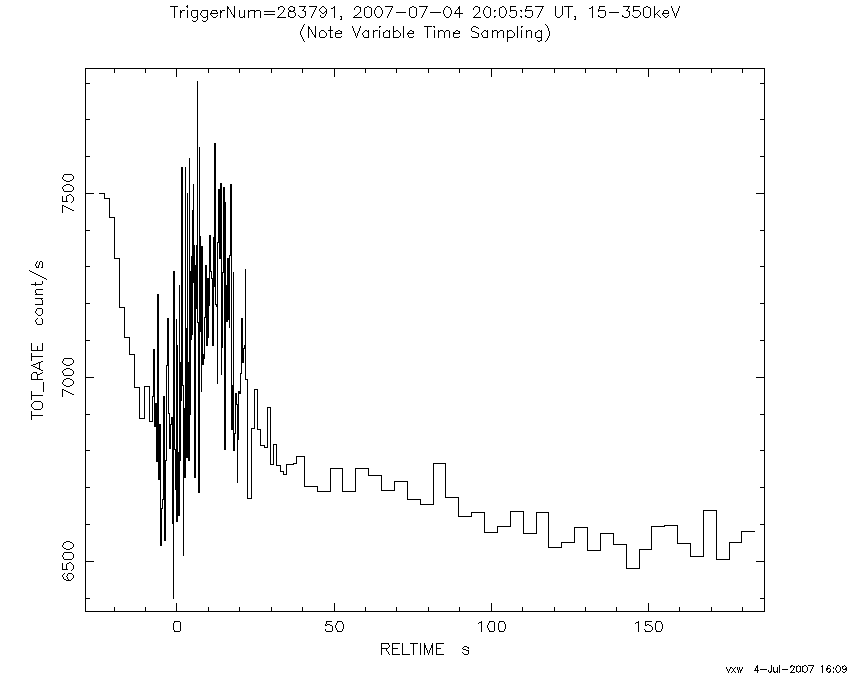 TriggerNum=283791, 2007-07-04 20:05:57 UT, 15-350keV
(Note Variable Time Sampling)
TOT_RATE count/s
7500
7000
6500
0 50 100 150
RELTIME s
vxw 4-Jul-2007 16:09